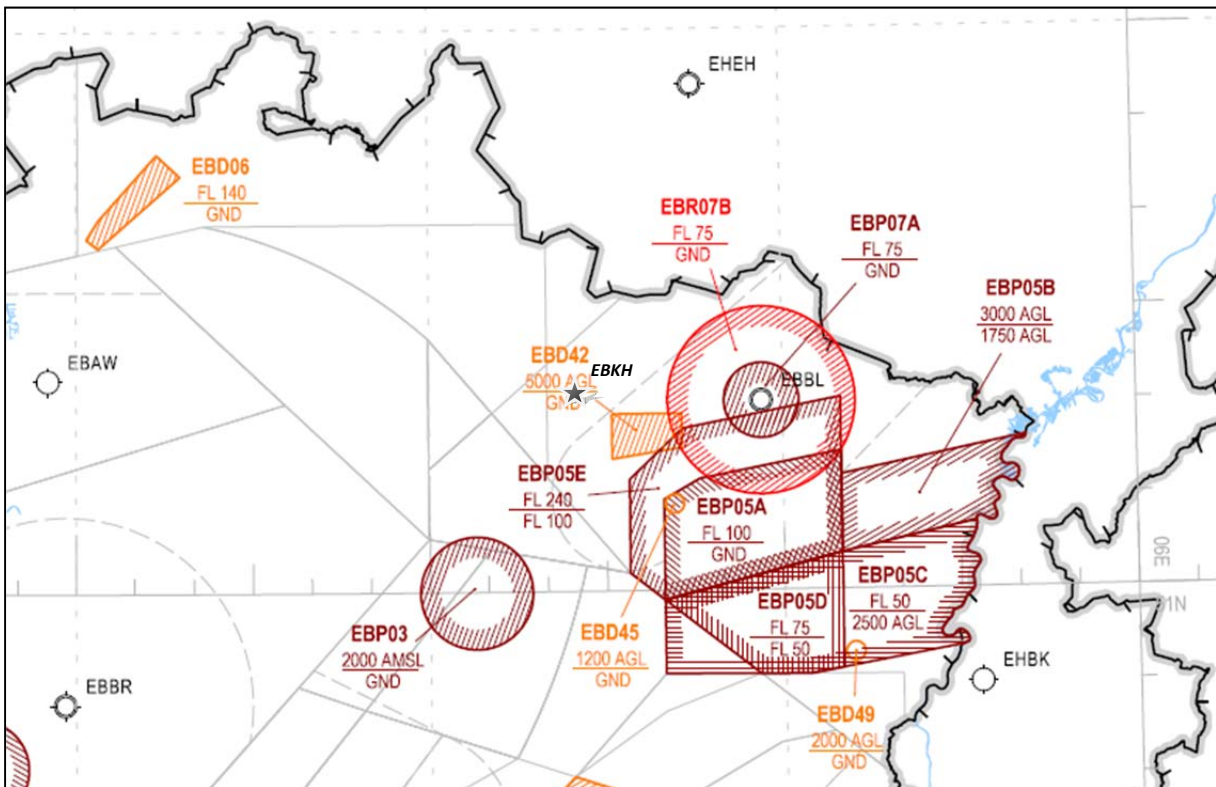 EHEH
EBD06
FL 140
GND
EBR07B
FL 75
GND
EBP07A
FL 75
GND
EBP05B
3000 AGL
1750 AGL
EBAW
EBD42
5000 AGL
GND
EBKH
EBBL
EBP05E
FL 240
FL 100
EBP05A
FL 100
GND
06E
EBP05C
FL 50
2500 AGL
EBP05D
FL 75
FL 50
EBP03
2000 AMSL
GND
EBD45
1200 AGL
GND
EHBK
EBBR
EBD49
2000 AGL
GND